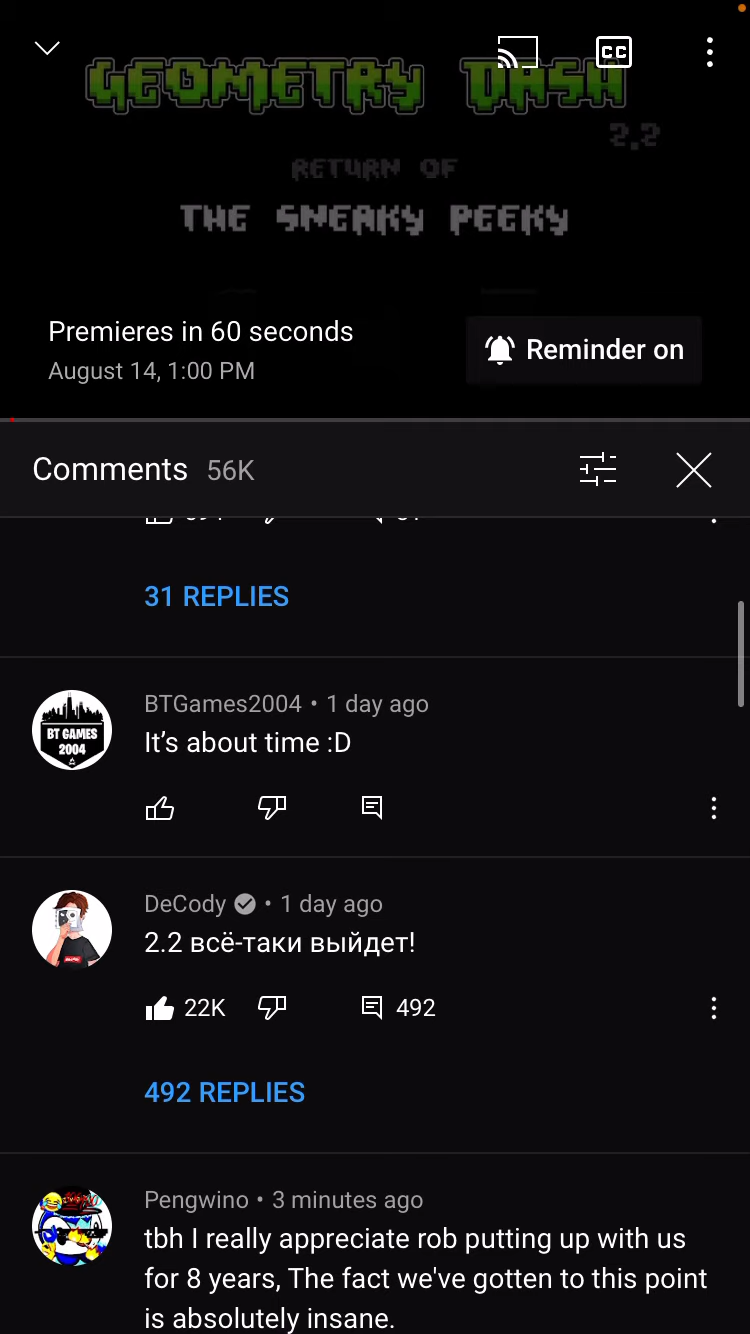 GEOMETRY DASH
2.2
RETURN OF
THE SNEAKY PEEKY
Premieres in 60 seconds
August 14, 1:00 PM
Reminder on
Comments 56K
31 REPLIES
BTGames2004 • 1 day ago
BT GAMES
2004
It’s about time :D
DeCody • 1 day ago
2.2 всё-таки выйдет!
22K 492
492 REPLIES
Pengwino • 3 minutes ago
tbh I really appreciate rob putting up with us
for 8 years, The fact we've gotten to this point
is absolutely insane.